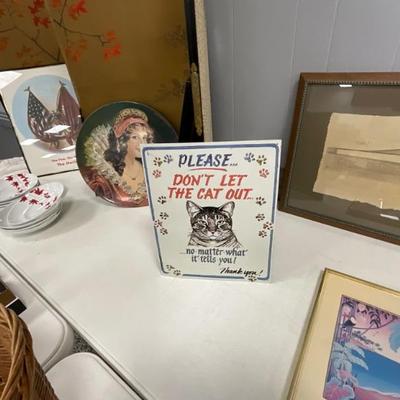 PLEASE...
DON'T LET
THE CAT OUT...
...no matter what
it tells you!
Thank you!